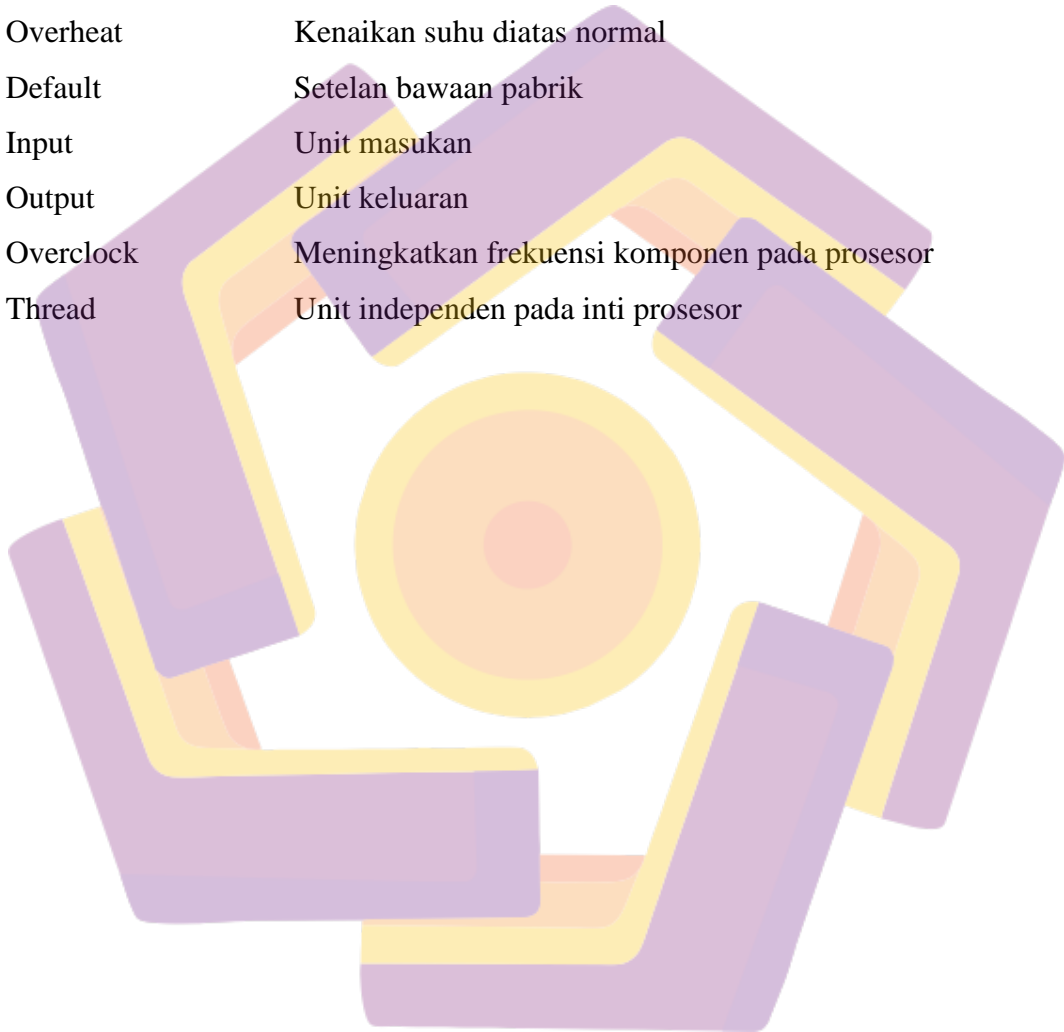 Overheat Kenaikan suhu diatas normal
Default Setelan bawaan pabrik
Input Unit masukan
Output Unit keluaran
Overclock Meningkatkan frekuensi komponen pada prosesor
Thread Unit independen pada inti prosesor